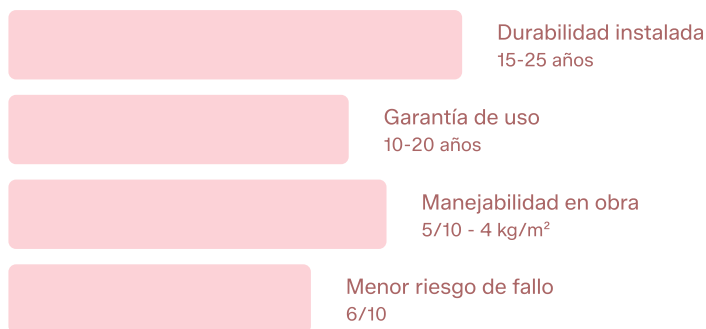 Durabilidad instalada
15-25 años
Garantía de uso
10-20 años
Manejabilidad en obra
5/10 - 4 kg/m²
Menor riesgo de fallo
6/10